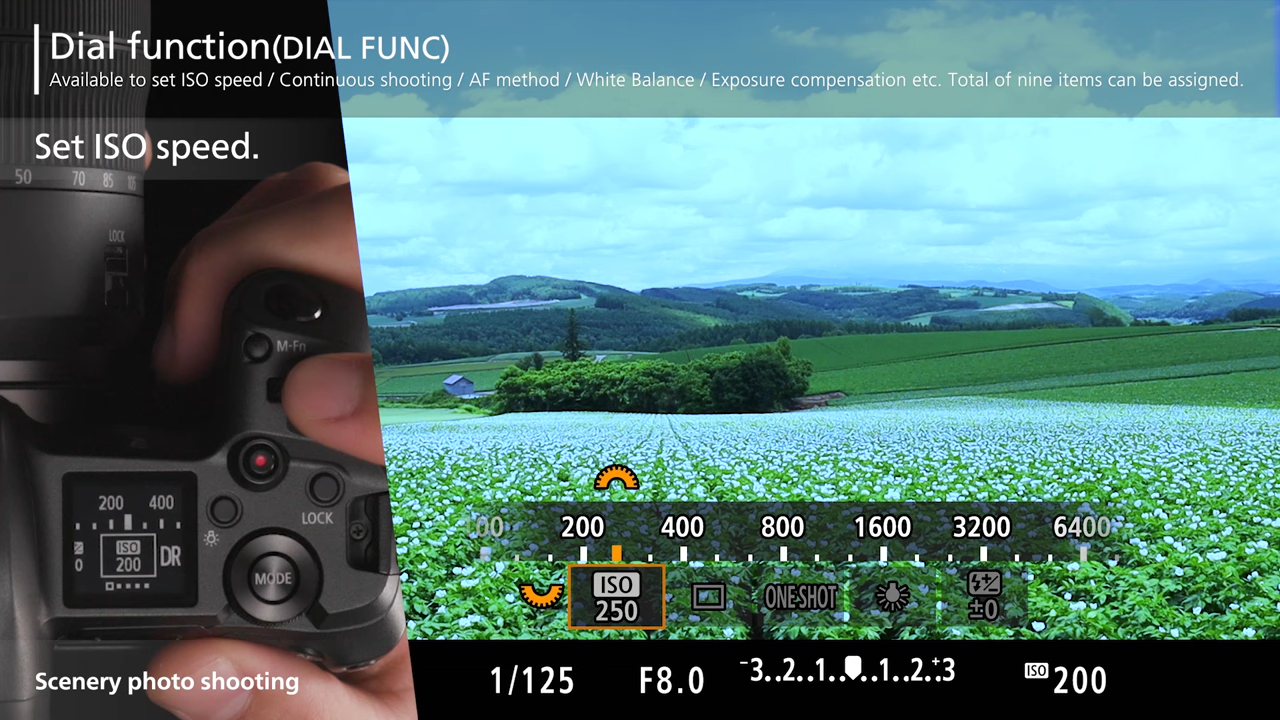 Dial function(DIAL FUNC)
Available to set ISO speed / Continuous shooting / AF method / White Balance / Exposure compensation etc. Total of nine items can be assigned.
Set ISO speed.
50 70 85 105
LOCK
M-Fn
200 400
ISO
200
0
DR
LOCK
MODE
100 200 400 800 1600 3200 6400
ISO
250
ONE SHOT
±0
1/125 F8.0 -3..2..1.. ..1..2..+3 ISO 200
Scenery photo shooting